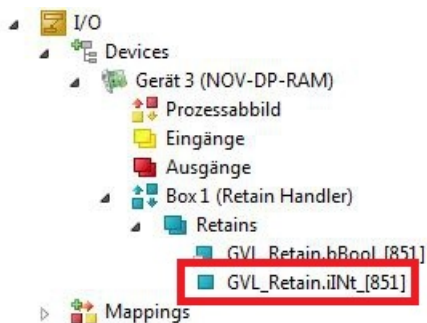 I/O
Devices
Gerät 3 (NOV-DP-RAM)
Prozessabbild
Eingänge
Ausgänge
Box 1 (Retain Handler)
Retains
GVL_Retain.bBool_[851]
GVL_Retain.iINt_[851]
Mappings